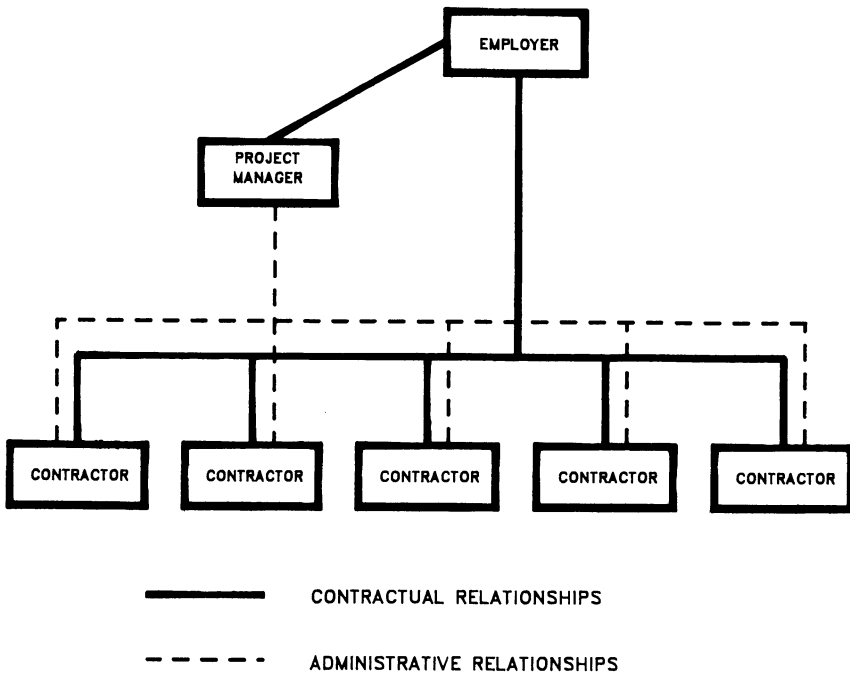 EMPLOYER
PROJECT
MANAGER
CONTRACTOR
CONTRACTOR
CONTRACTOR
CONTRACTOR
CONTRACTOR
CONTRACTUAL RELATIONSHIPS
ADMINISTRATIVE RELATIONSHIPS